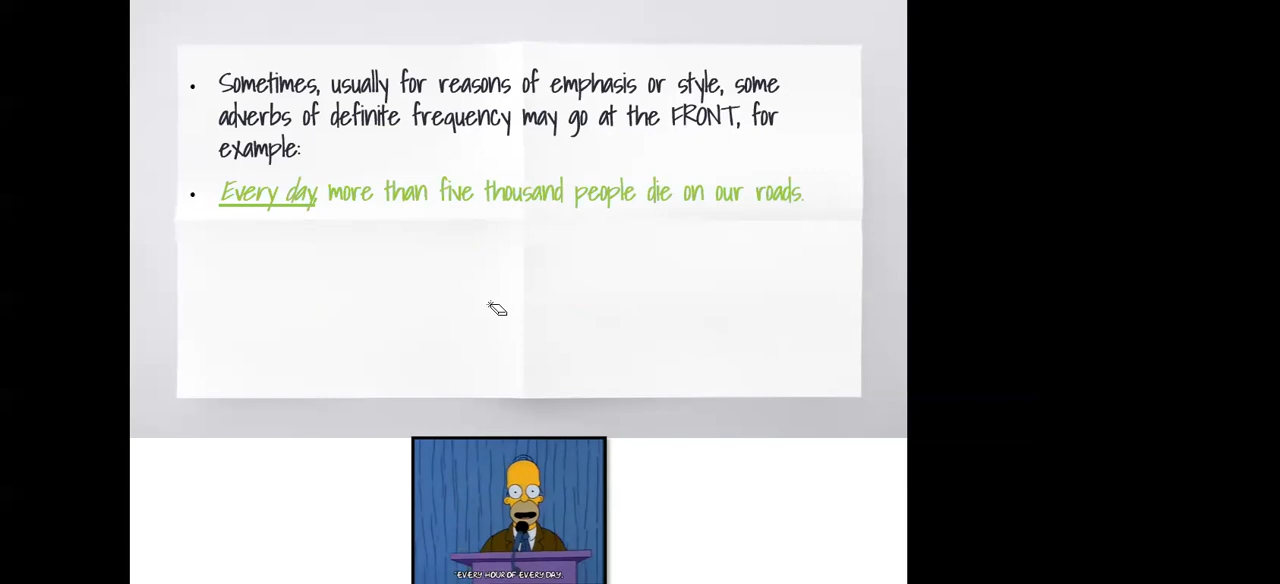 • Sometimes, usually for reasons of emphasis or style, some
adverbs of definite frequency may go at the FRONT, for
example:
• Every day, more than five thousand people die on our roads.
"EVERY HOUR OF EVERY DAY.